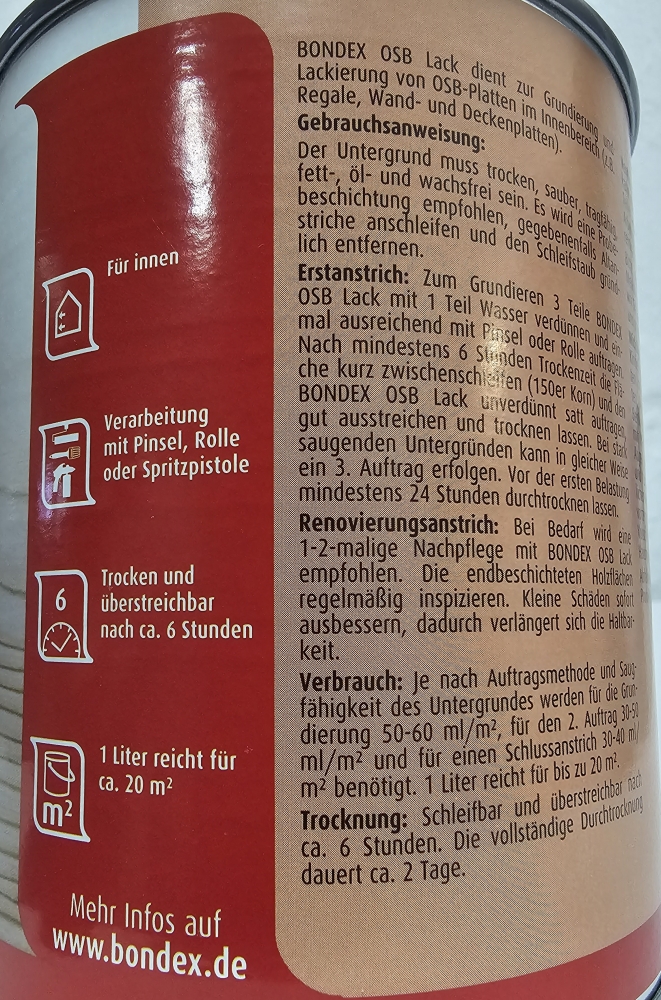 Für innen
Verarbeitung
mit Pinsel, Rolle
oder Spritzpistole
6
Trocken und
überstreichbar
nach ca. 6 Stunden
m²
1 Liter reicht für
ca. 20 m²
Mehr Infos auf
www.bondex.de
BONDEX OSB Lack dient zur Grundierung und
Lackierung von OSB-Platten im Innenbereich (z.B.
Regale, Wand- und Deckenplatten).
Gebrauchsanweisung:
Der Untergrund muss trocken, sauber, tragfähig,
fett-, öl- und wachsfrei sein. Es wird eine Probe-
beschichtung empfohlen, gegebenenfalls Altan-
striche anschleifen und den Schleifstaub gründ-
lich entfernen.
Erstanstrich: Zum Grundieren 3 Teile BONDEX
OSB Lack mit 1 Teil Wasser verdünnen und ein-
mal ausreichend mit Pinsel oder Rolle auftragen.
Nach mindestens 6 Stunden Trockenzeit die Flä-
che kurz zwischenschleifen (150er Korn) und den
BONDEX OSB Lack unverdünnt satt auftragen,
gut ausstreichen und trocknen lassen. Bei stark
saugenden Untergründen kann in gleicher Weise
ein 3. Auftrag erfolgen. Vor der ersten Belastung
mindestens 24 Stunden durchtrocknen lassen.
Renovierungsanstrich: Bei Bedarf wird eine
1-2-malige Nachpflege mit BONDEX OSB Lack
empfohlen. Die endbeschichteten Holzflächen
regelmäßig inspizieren. Kleine Schäden sofort
ausbessern, dadurch verlängert sich die Haltbar-
keit.
Verbrauch: Je nach Auftragsmethode und Saug-
fähigkeit des Untergrundes werden für die Grun-
dierung 50-60 ml/m², für den 2. Auftrag 30-50
ml/m² und für einen Schlussanstrich 30-40 ml/
m² benötigt. 1 Liter reicht für bis zu 20 m².
Trocknung: Schleifbar und überstreichbar nach
ca. 6 Stunden. Die vollständige Durchtrocknung
dauert ca. 2 Tage.